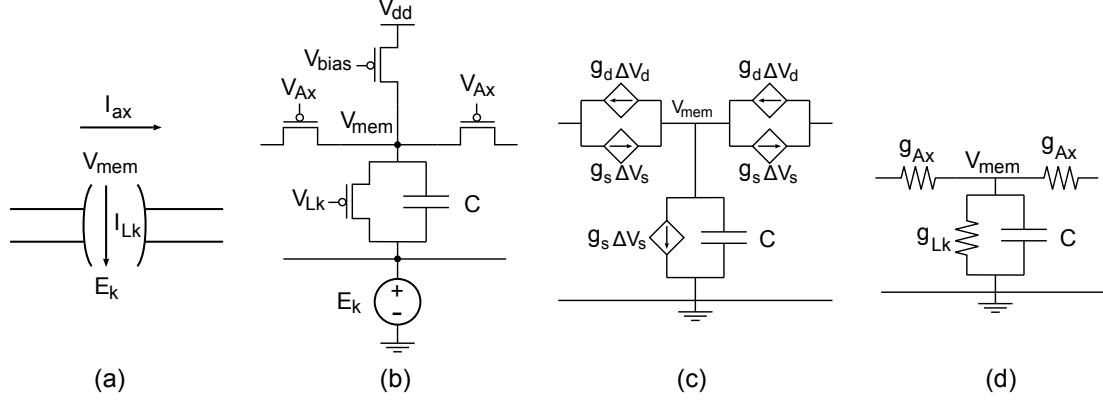 I_ax
V_mem
I_Lk
E_k
(a)
V_dd
V_bias
V_Ax
V_Ax
V_mem
V_Lk
C
E_k
+
-
(b)
g_d ΔV_d
g_d ΔV_d
V_mem
g_s ΔV_s
g_s ΔV_s
g_s ΔV_s
C
(c)
g_Ax
V_mem
g_Ax
g_Lk
C
(d)